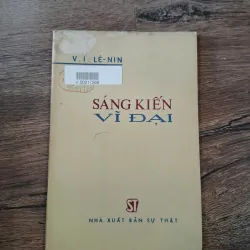 V. I. LÊ-NIN
SÁNG KIẾN
VĨ ĐẠI
ST
NHÀ XUẤT BẢN SỰ THẬT